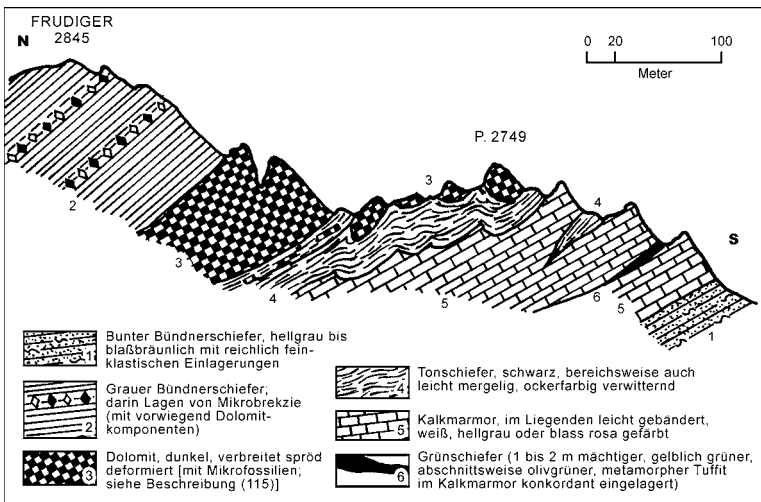 FRUDIGER
2845
N
0 20 100
Meter
P. 2749
3
4
2
S
3
4
5
6
5
1
1
Bunter Bündnerschiefer, hellgrau bis
blaßbräunlich mit reichlich fein-
klastischen Einlagerungen
2
Grauer Bündnerschiefer;
darin Lagen von Mikrobrekzie
(mit vorwiegend Dolomit-
komponenten)
3
Dolomit, dunkel, verbreitet spröd
deformiert [mit Mikrofossilien;
siehe Beschreibung (115)]
4
Tonschiefer, schwarz, bereichsweise auch
leicht mergelig, ockerfarbig verwitternd
5
Kalkmarmor, im Liegenden leicht gebändert,
weiß, hellgrau oder blass rosa gefärbt
6
Grünschiefer (1 bis 2 m mächtiger, gelblich grüner,
abschnittsweise olivgrüner, metamorpher Tuffit
im Kalkmarmor konkordant eingelagert)